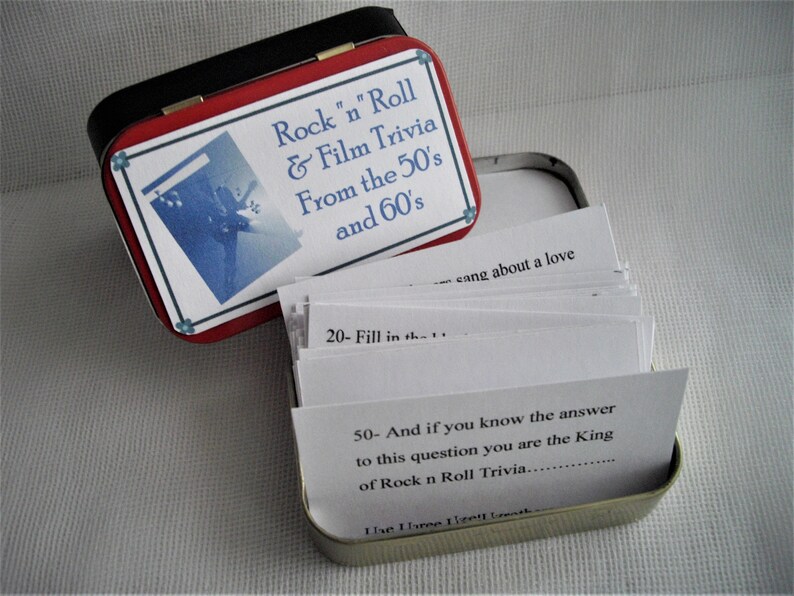 Rock "n" Roll
& Film Trivia
From the 50's
and 60's
sang about a love
20- Fill in the
50- And if you know the answer
to this question you are the King
of Rock n Roll Trivia…………...